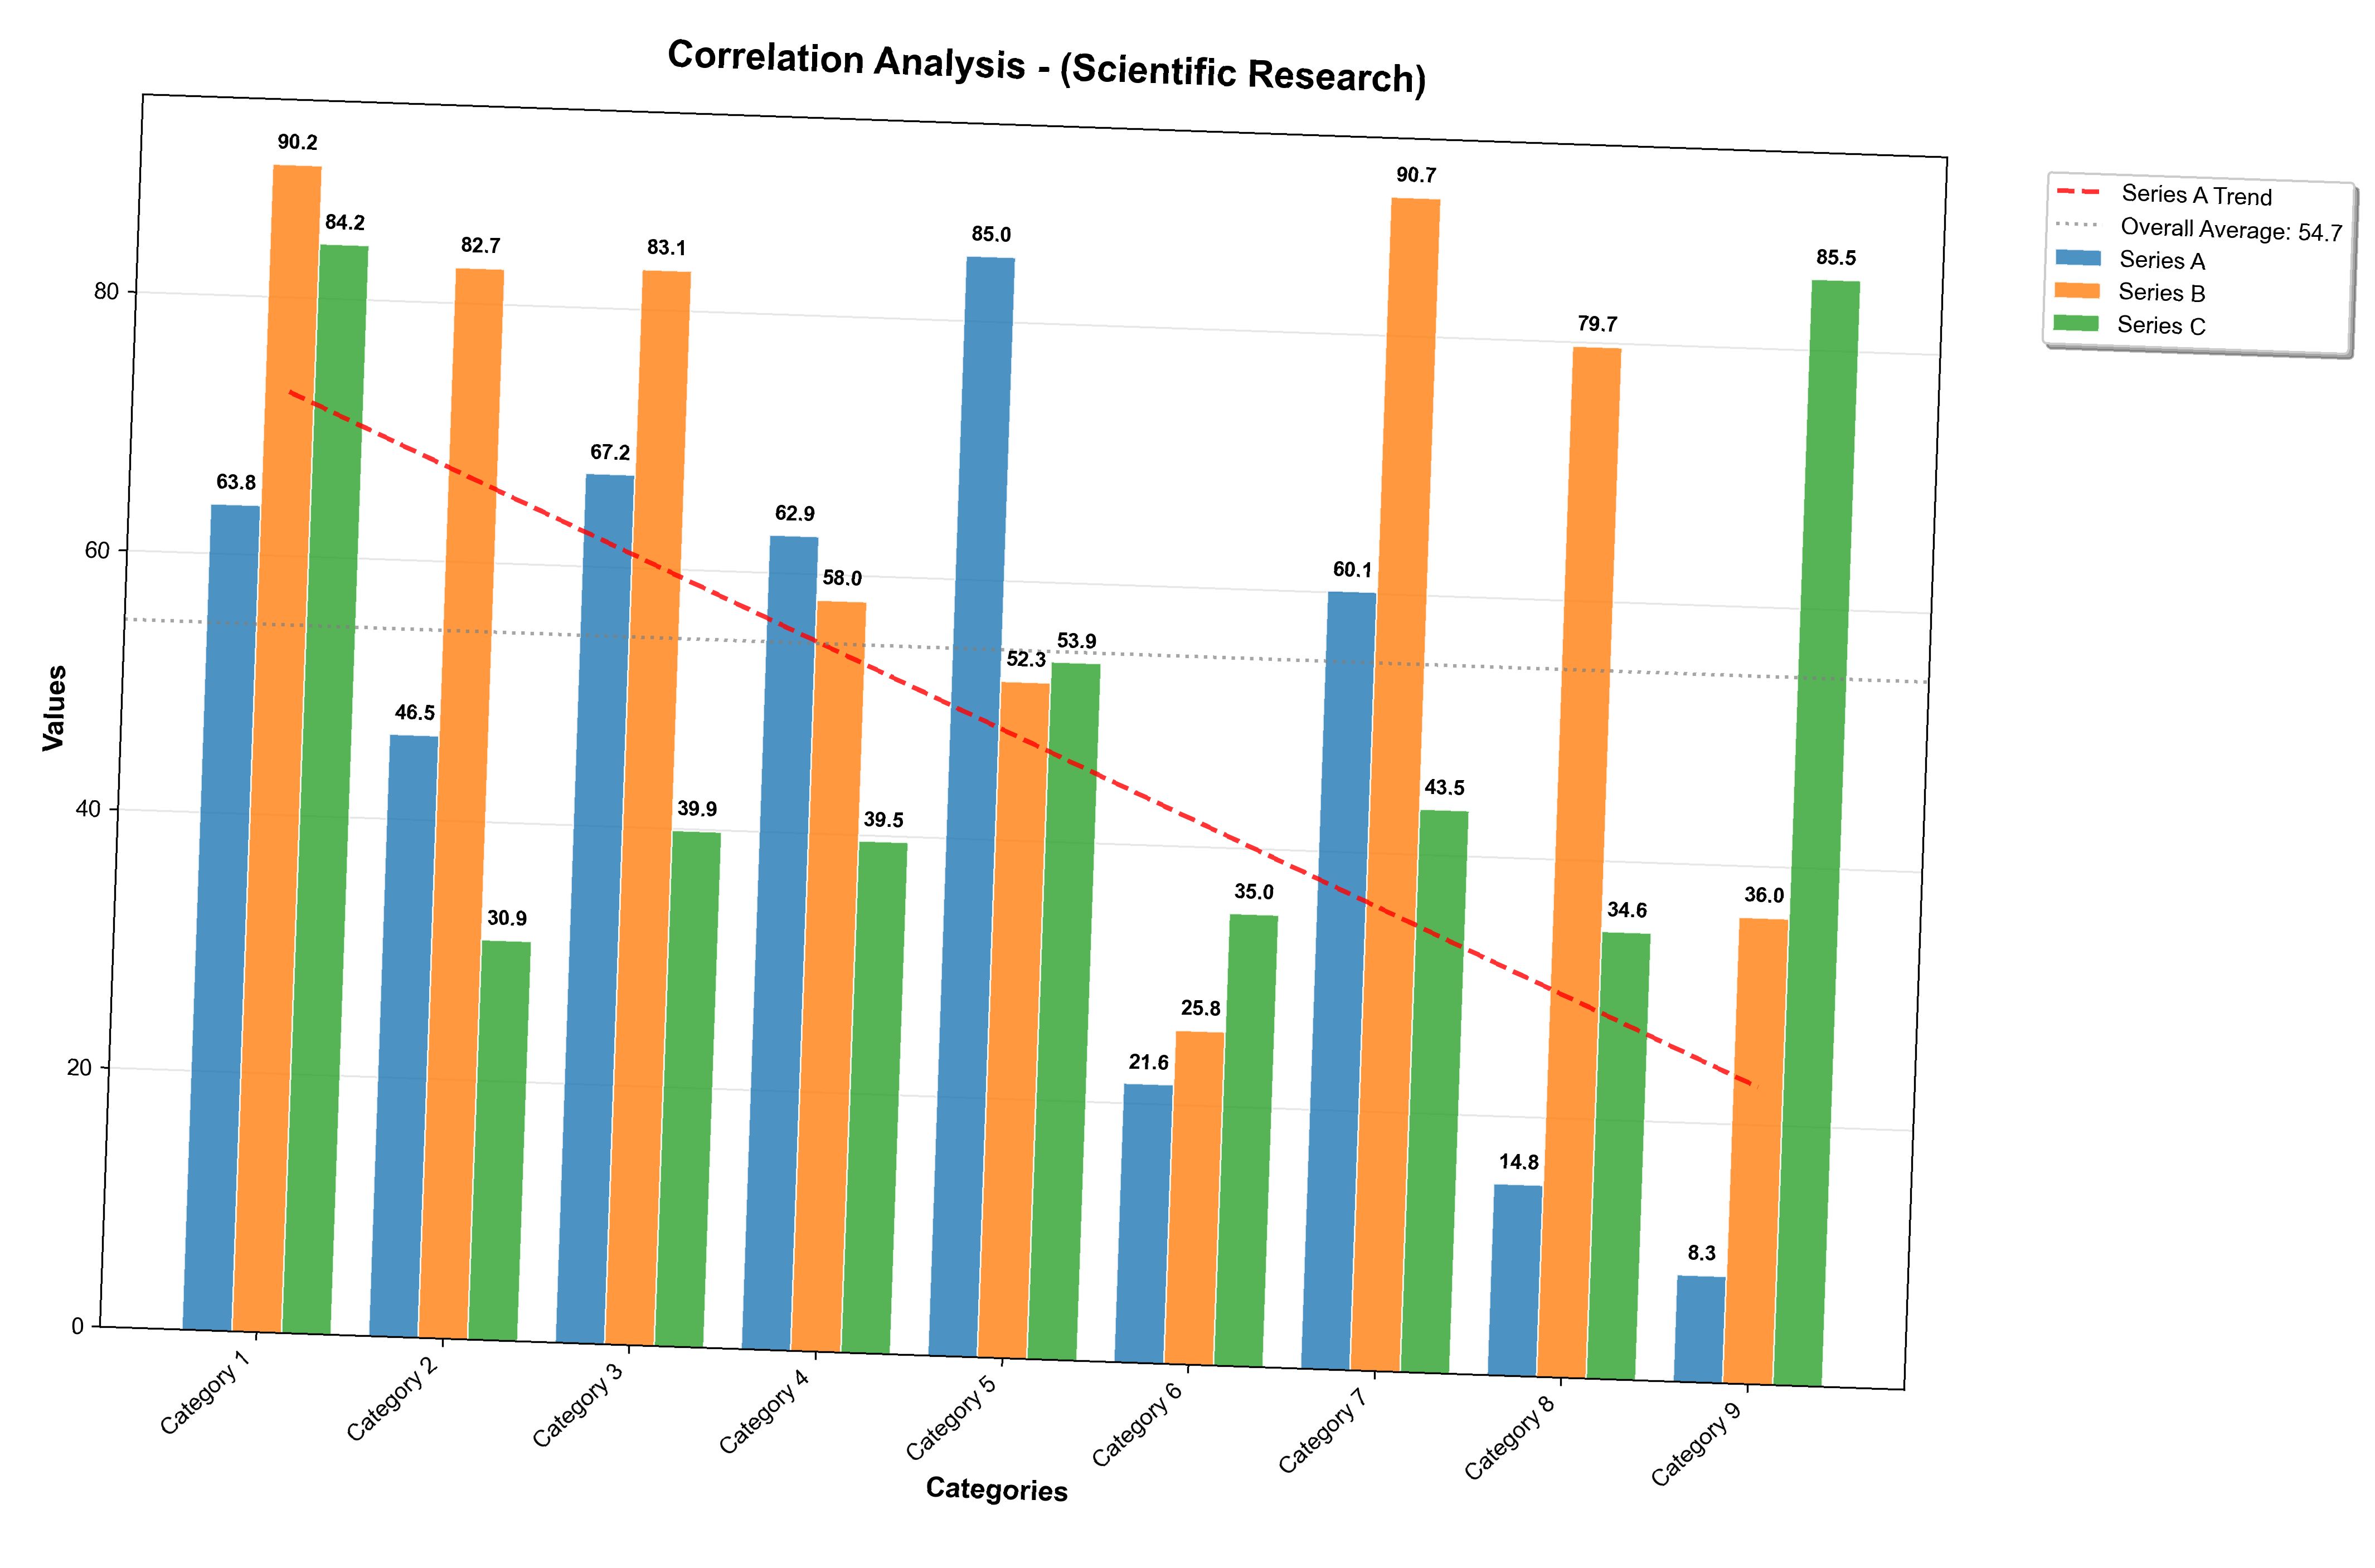 Correlation Analysis - (Scientific Research)
Series A Trend
Overall Average: 54.7
Series A
Series B
Series C
Values
80
60
40
20
0
63.8
90.2
84.2
46.5
82.7
30.9
67.2
83.1
39.9
62.9
58.0
39.5
85.0
52.3
53.9
21.6
25.8
35.0
60.1
90.7
43.5
14.8
79.7
34.6
8.3
36.0
85.5
Category 1
Category 2
Category 3
Category 4
Category 5
Category 6
Category 7
Category 8
Category 9
Categories